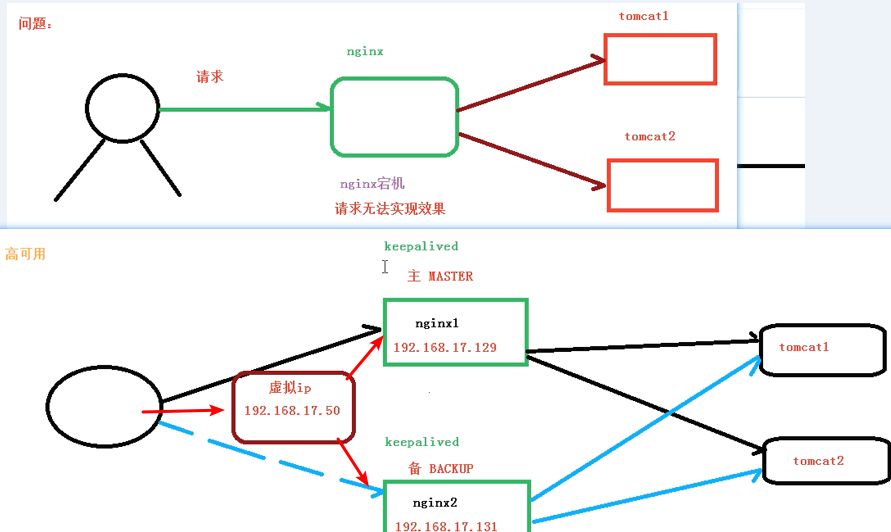 问题：
tomcat1
nginx
请求
tomcat2
nginx宕机
请求无法实现效果
高可用
keepalived
主 MASTER
nginx1
192.168.17.129
tomcat1
虚拟ip
192.168.17.50
keepalived
备 BACKUP
tomcat2
nginx2
192.168.17.131